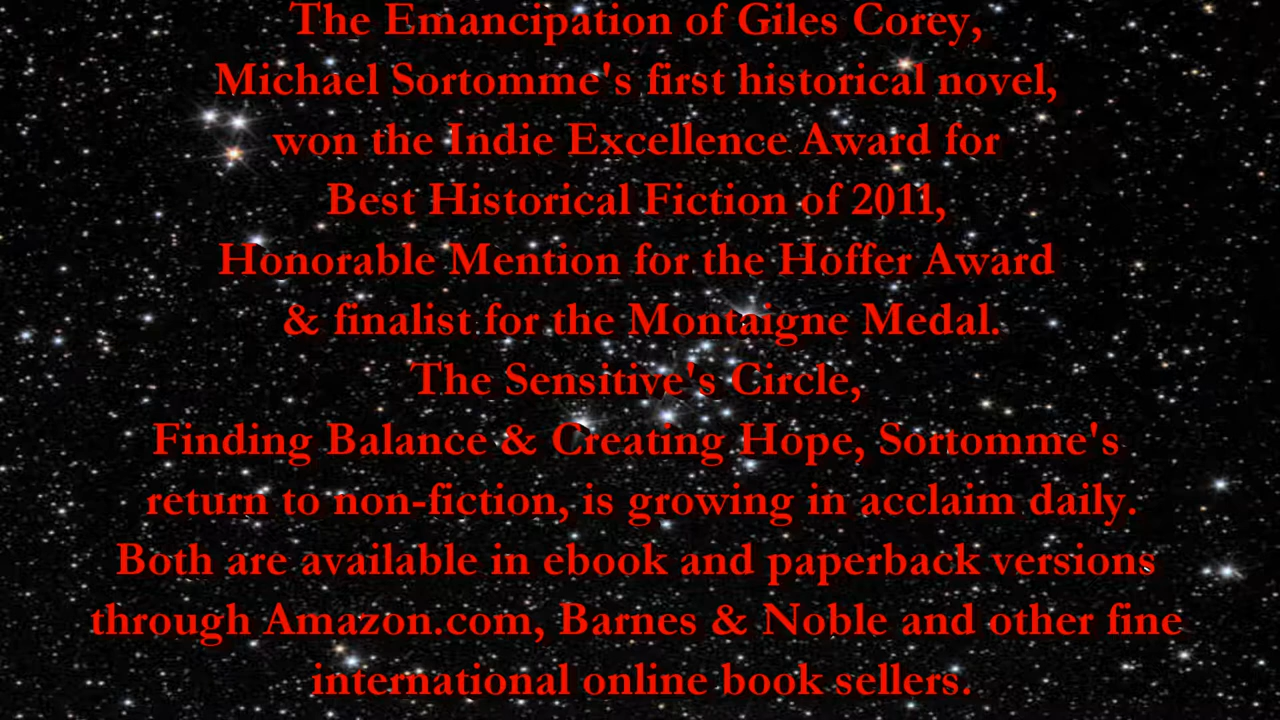 The Emancipation of Giles Corey,
Michael Sortomme's first historical novel,
won the Indie Excellence Award for
Best Historical Fiction of 2011,
Honorable Mention for the Hoffer Award
& finalist for the Montaigne Medal.
The Sensitive's Circle,
Finding Balance & Creating Hope, Sortomme's
return to non-fiction, is growing in acclaim daily.
Both are available in ebook and paperback versions
through Amazon.com, Barnes & Noble and other fine
international online book sellers.